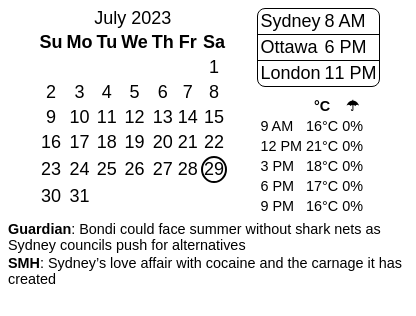 July 2023
Su Mo Tu We Th Fr Sa
1
2 3 4 5 6 7 8
9 10 11 12 13 14 15
16 17 18 19 20 21 22
23 24 25 26 27 28 29
30 31
Sydney 8 AM
Ottawa 6 PM
London 11 PM
°C ☂
9 AM 16°C 0%
12 PM 21°C 0%
3 PM 18°C 0%
6 PM 17°C 0%
9 PM 16°C 0%
Guardian: Bondi could face summer without shark nets as
Sydney councils push for alternatives
SMH: Sydney's love affair with cocaine and the carnage it has
created